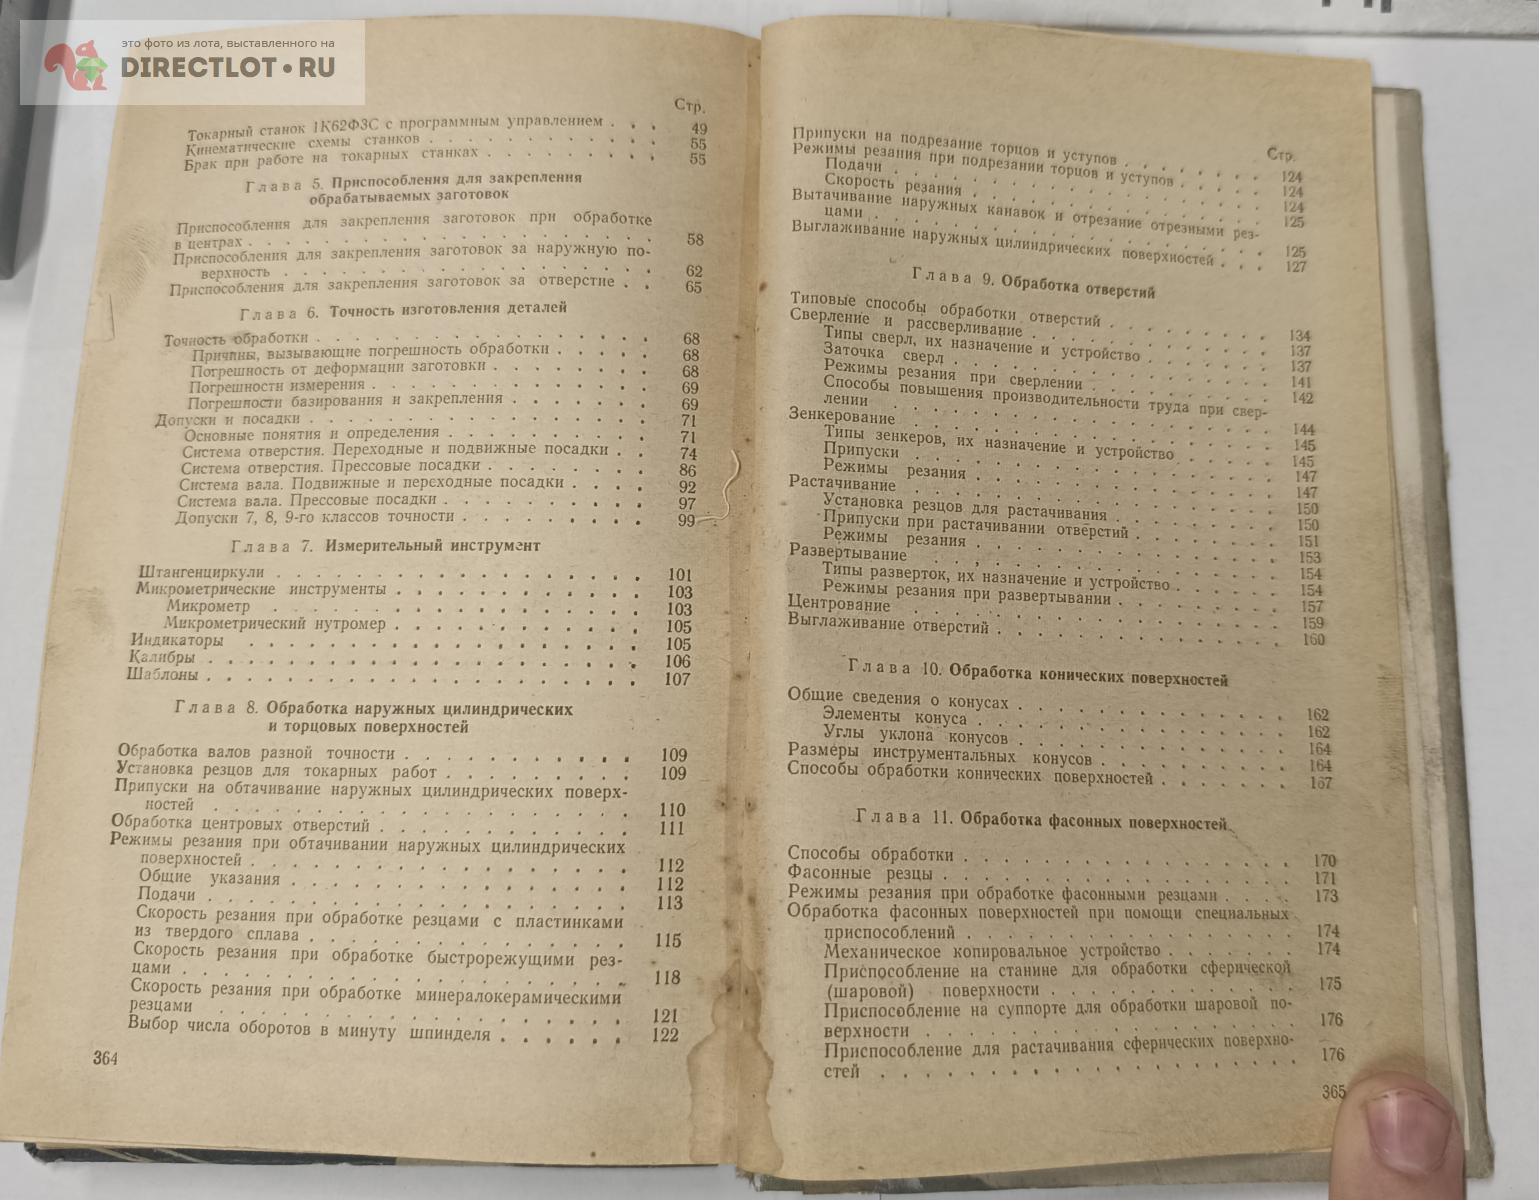 это фото из лота, выставленного на
DIRECTLOT•RU
Стр.
Токарный станок 1К62Ф3С с программным управлением . . . 49
Кинематические схемы станков . . . . . . . . . . 55
Брак при работе на токарных станках . . . . . . . . 55
Глава 5. Приспособления для закрепления
обрабатываемых заготовок
Приспособления для закрепления заготовок при обработке
в центрах . . . . . . . . . . . . . . . . . . 58
Приспособления для закрепления заготовок за наружную по-
верхность . . . . . . . . . . . . . . . . . 62
Приспособления для закрепления заготовок за отверстие . . 65
Глава 6. Точность изготовления деталей
Точность обработки . . . . . . . . . . . . . . 68
Причины, вызывающие погрешность обработки . . . . . 68
Погрешность от деформации заготовки . . . . . . . 68
Погрешности измерения . . . . . . . . . . . . 69
Погрешности базирования и закрепления . . . . . . 69
Допуски и посадки . . . . . . . . . . . . . . 71
Основные понятия и определения . . . . . . . . . 71
Система отверстия. Переходные и подвижные посадки . . 74
Система отверстия. Прессовые посадки . . . . . . . 86
Система вала. Подвижные и переходные посадки . . . . 92
Система вала. Прессовые посадки . . . . . . . . . 97
Допуски 7, 8, 9-го классов точности . . . . . . . . 99
Глава 7. Измерительный инструмент
Штангенциркули . . . . . . . . . . . . . . . 101
Микрометрические инструменты . . . . . . . . . . 103
Микрометр . . . . . . . . . . . . . . . 103
Микрометрический нутромер . . . . . . . . . . 105
Индикаторы . . . . . . . . . . . . . . . . 105
Калибры . . . . . . . . . . . . . . . . . . 106
Шаблоны . . . . . . . . . . . . . . . . . . 107
Глава 8. Обработка наружных цилиндрических
и торцовых поверхностей
Обработка валов разной точности . . . . . . . . . 109
Установка резцов для токарных работ . . . . . . . . 109
Припуски на обтачивание наружных цилиндрических поверх-
ностей . . . . . . . . . . . . . . . . . 110
Обработка центровых отверстий . . . . . . . . . . 111
Режимы резания при обтачивании наружных цилиндрических
поверхностей . . . . . . . . . . . . . . . 112
Общие указания . . . . . . . . . . . . . . 112
Подачи . . . . . . . . . . . . . . . . . 113
Скорость резания при обработке резцами с пластинками
из твердого сплава . . . . . . . . . . . . . 115
Скорость резания при обработке быстрорежущими рез-
цами . . . . . . . . . . . . . . . . . . 118
Скорость резания при обработке минералокерамическими
резцами . . . . . . . . . . . . . . . . . 121
Выбор числа оборотов в минуту шпинделя . . . . . . 122
364
Стр.
Припуски на подрезание торцов и уступов . . . . . . . 124
Режимы резания при подрезании торцов и уступов . . . . . 124
Подачи . . . . . . . . . . . . . . . . . 124
Скорость резания . . . . . . . . . . . . . . 125
Вытачивание наружных канавок и отрезание отрезными рез-
цами . . . . . . . . . . . . . . . . . . 125
Выглаживание наружных цилиндрических поверхностей . . . 127
Глава 9. Обработка отверстий
Типовые способы обработки отверстий . . . . . . . . 134
Сверление и рассверливание . . . . . . . . . . . . 137
Типы сверл, их назначение и устройство . . . . . . 137
Заточка сверл . . . . . . . . . . . . . . . 141
Режимы резания при сверлении . . . . . . . . . 142
Способы повышения производительности труда при свер-
лении . . . . . . . . . . . . . . . . . 144
Зенкерование . . . . . . . . . . . . . . . . 145
Типы зенкеров, их назначение и устройство . . . . . 145
Припуски . . . . . . . . . . . . . . . . 147
Режимы резания . . . . . . . . . . . . . . 147
Растачивание . . . . . . . . . . . . . . . . 150
Установка резцов для растачивания . . . . . . . . 150
Припуски при растачивании отверстий . . . . . . . 151
Режимы резания . . . . . . . . . . . . . . 153
Развертывание . . . . . . . . . . . . . . . . 154
Типы разверток, их назначение и устройство . . . . . 154
Режимы резания при развертывании . . . . . . . . 157
Центрование . . . . . . . . . . . . . . . . 159
Выглаживание отверстий . . . . . . . . . . . . . 160
Глава 10. Обработка конических поверхностей
Общие сведения о конусах . . . . . . . . . . . . 162
Элементы конуса . . . . . . . . . . . . . . 162
Углы уклона конусов . . . . . . . . . . . . 164
Размеры инструментальных конусов . . . . . . . . . 164
Способы обработки конических поверхностей . . . . . . 167
Глава 11. Обработка фасонных поверхностей
Способы обработки . . . . . . . . . . . . . . 170
Фасонные резцы . . . . . . . . . . . . . . . 171
Режимы резания при обработке фасонными резцами . . . . 173
Обработка фасонных поверхностей при помощи специальных
приспособлений . . . . . . . . . . . . . . 174
Механическое копировальное устройство . . . . . . 174
Приспособление на станине для обработки сферической
(шаровой) поверхности . . . . . . . . . . . 175
Приспособление на суппорте для обработки шаровой по-
верхности . . . . . . . . . . . . . . . . 176
Приспособление для растачивания сферических поверхно-
стей . . . . . . . . . . . . . . . . . . 176
365